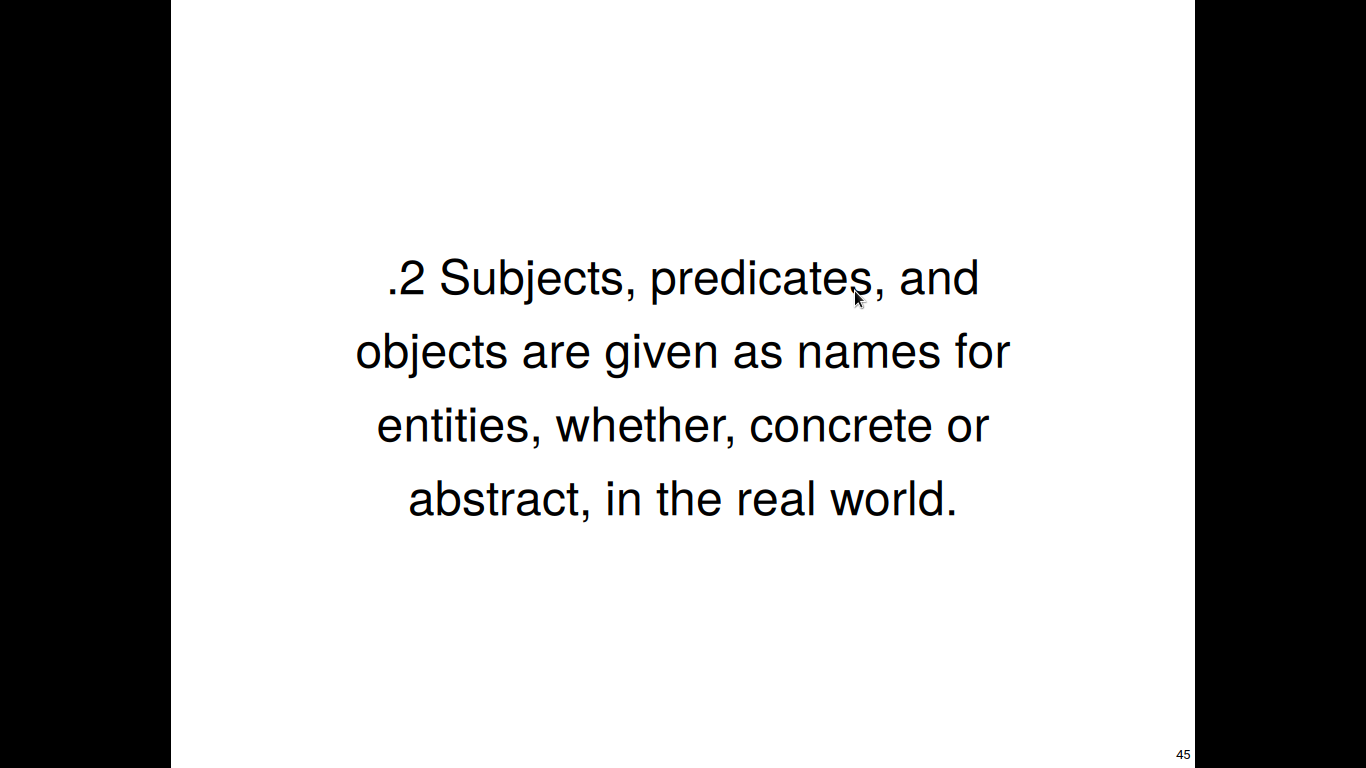 .2 Subjects, predicates, and
objects are given as names for
entities, whether, concrete or
abstract, in the real world.
45